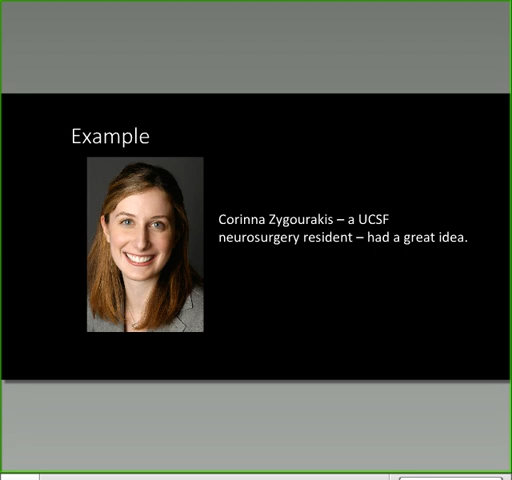 Example
Corinna Zygourakis – a UCSF
neurosurgery resident – had a great idea.